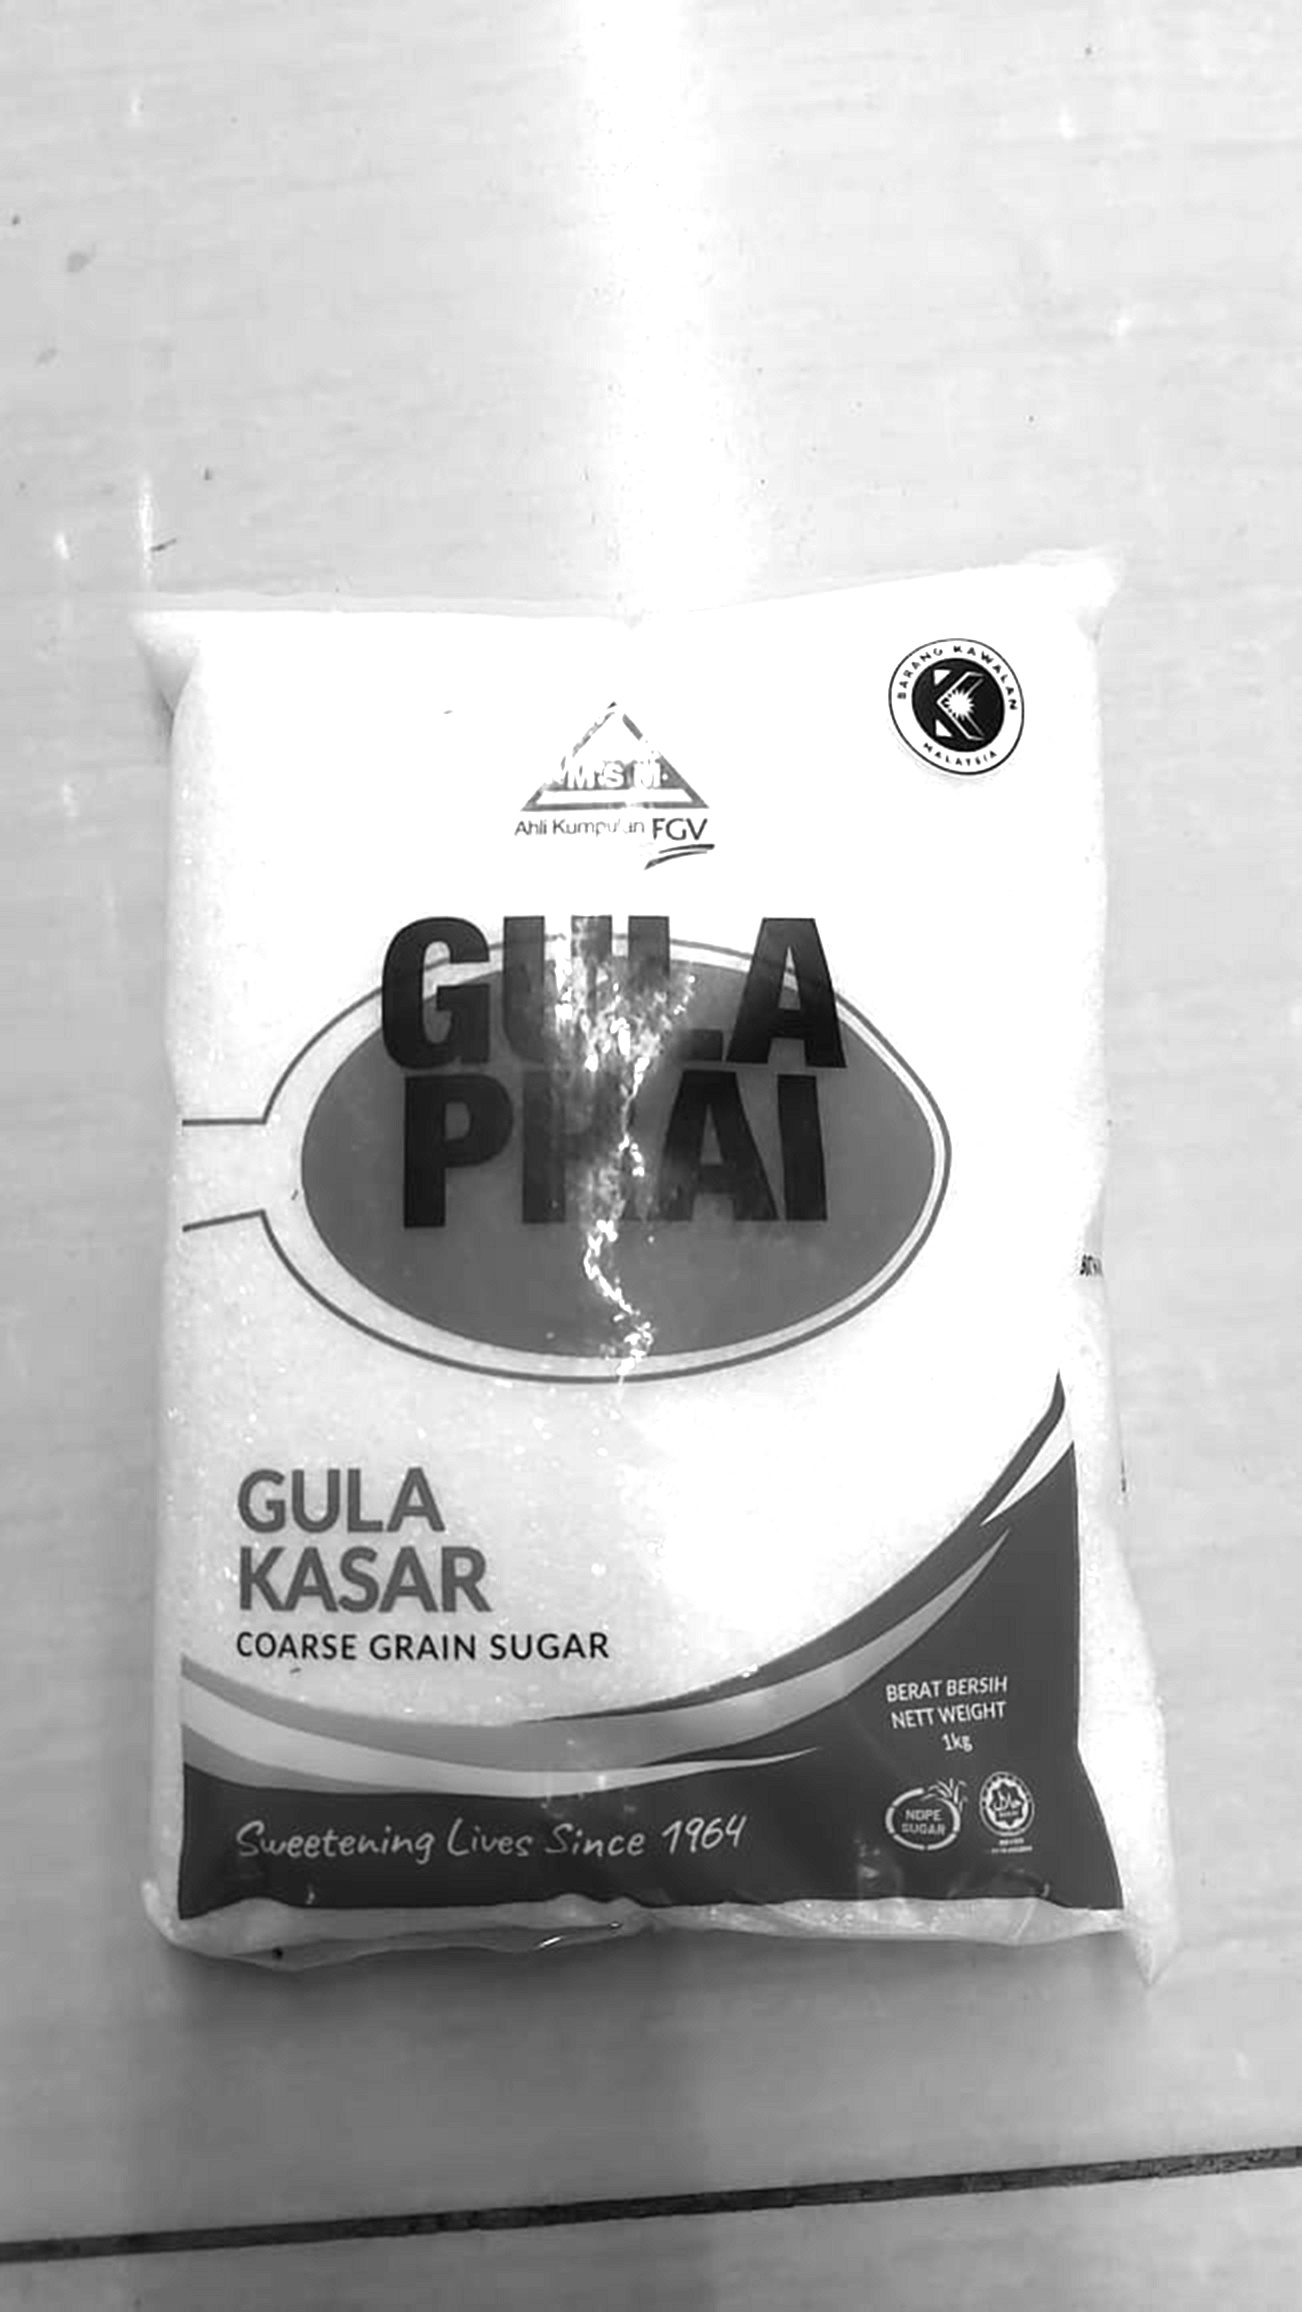 BARANG KAWALAN
MALAYSIA
MSM
Ahli Kumpulan FGV
GULA
PRAI
GULA
KASAR
COARSE GRAIN SUGAR
BERAT BERSIH
NETT WEIGHT
1kg
NDPE
SUGAR
Sweetening Lives Since 1964